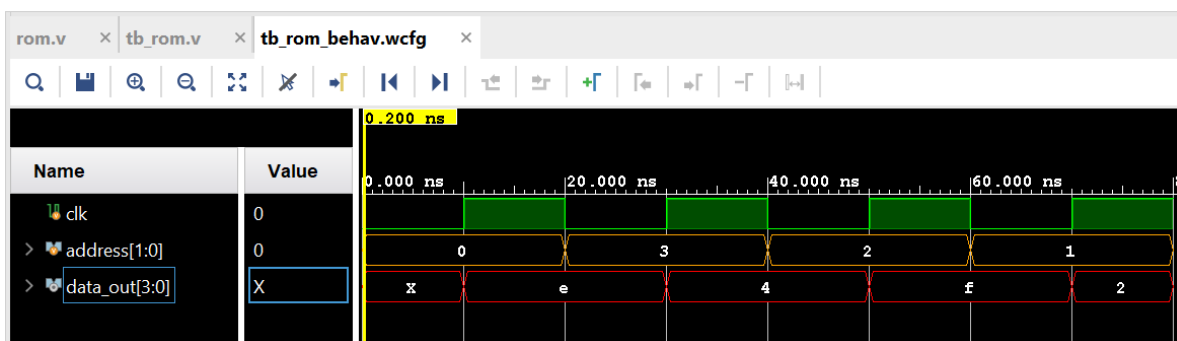 rom.v × tb_rom.v × tb_rom_behav.wcfg ×
0.200 ns
Name Value
0.000 ns 20.000 ns 40.000 ns 60.000 ns
clk 0
address[1:0] 0 0 3 2 1
data_out[3:0] X X e 4 f 2